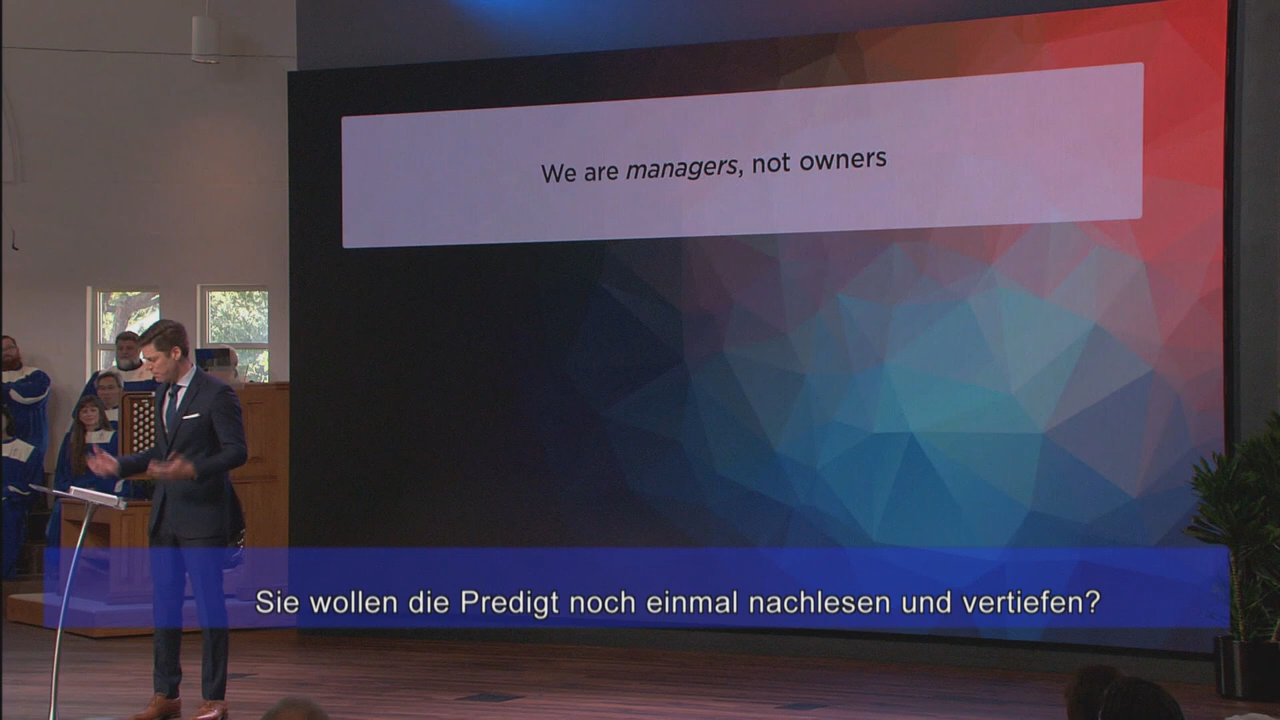 We are managers, not owners
Sie wollen die Predigt noch einmal nachlesen und vertiefen?